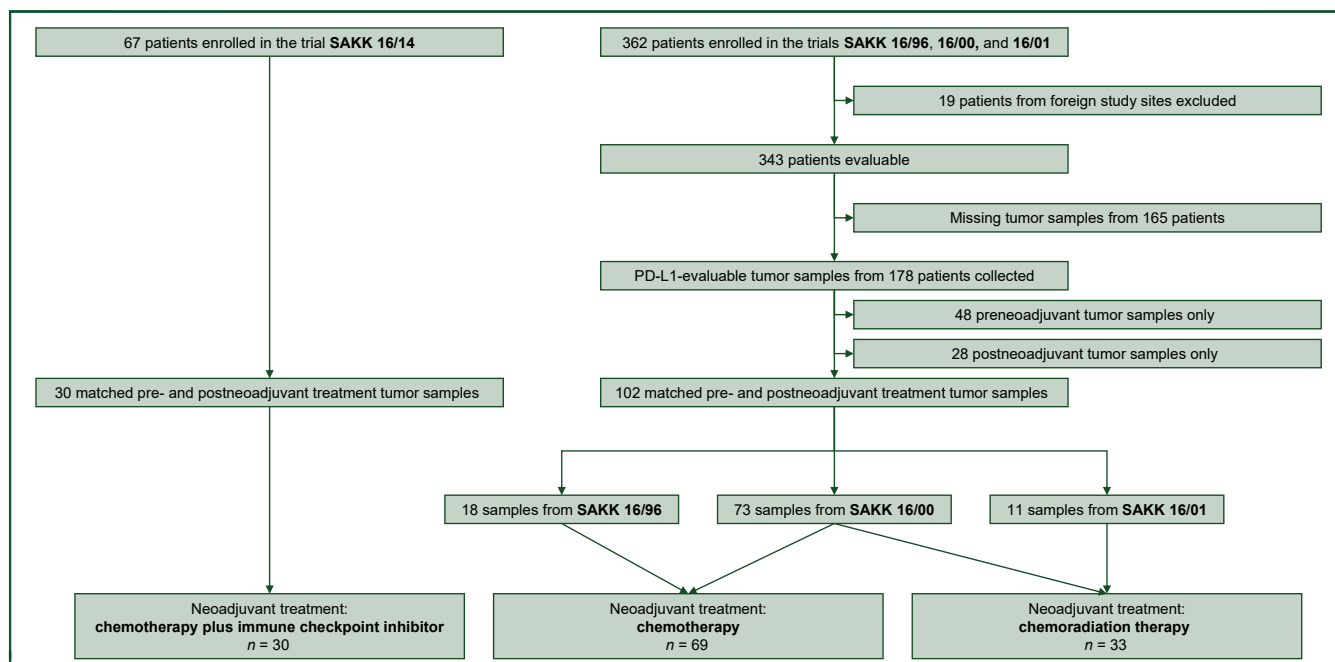 67 patients enrolled in the trial SAKK 16/14
362 patients enrolled in the trials SAKK 16/96, 16/00, and 16/01
19 patients from foreign study sites excluded
343 patients evaluable
Missing tumor samples from 165 patients
PD-L1-evaluable tumor samples from 178 patients collected
48 preneoadjuvant tumor samples only
28 postneoadjuvant tumor samples only
30 matched pre- and postneoadjuvant treatment tumor samples
102 matched pre- and postneoadjuvant treatment tumor samples
18 samples from SAKK 16/96
73 samples from SAKK 16/00
11 samples from SAKK 16/01
Neoadjuvant treatment:
chemotherapy plus immune checkpoint inhibitor
n = 30
Neoadjuvant treatment:
chemotherapy
n = 69
Neoadjuvant treatment:
chemoradiation therapy
n = 33